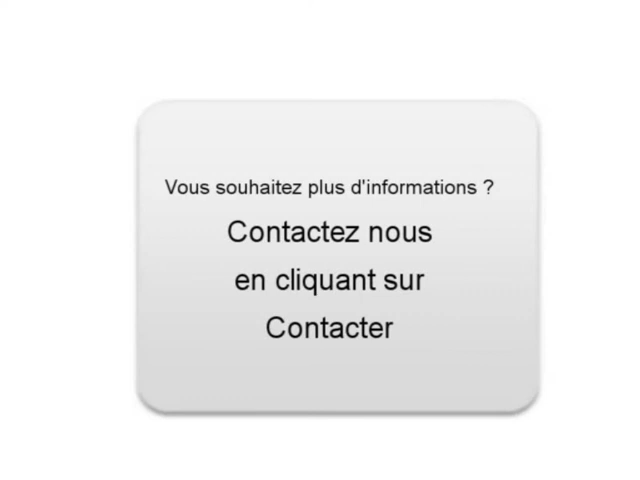 Vous souhaitez plus d'informations ?
Contactez nous
en cliquant sur
Contacter